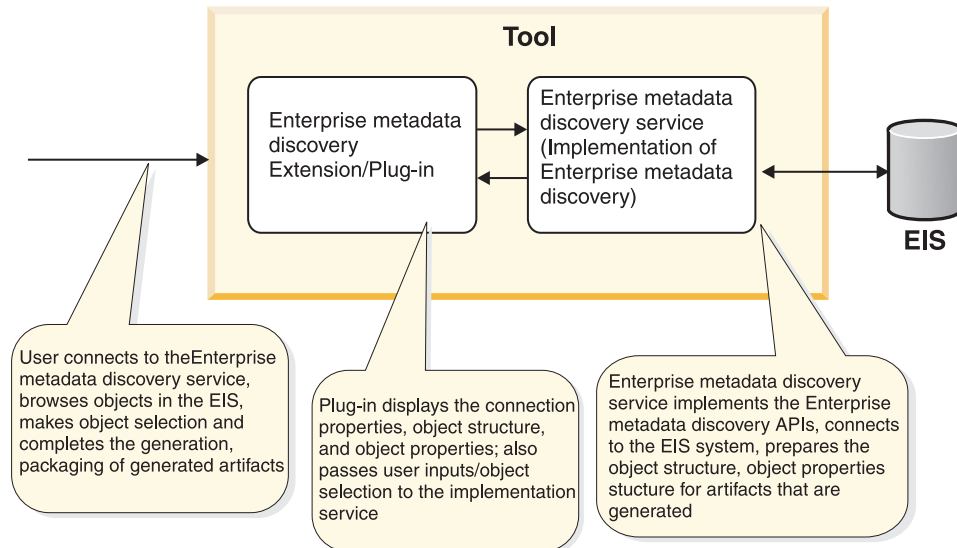 Tool
Enterprise metadata
discovery
Extension/Plug-in
Enterprise metadata
discovery service
(Implementation of
Enterprise metadata
discovery)
EIS
User connects to theEnterprise
metadata discovery service,
browses objects in the EIS,
makes object selection and
completes the generation,
packaging of generated artifacts
Plug-in displays the connection
properties, object structure,
and object properties; also
passes user inputs/object
selection to the implementation
service
Enterprise metadata discovery
service implements the Enterprise
metadata discovery APIs, connects
to the EIS system, prepares the
object structure, object properties
stucture for artifacts that are
generated